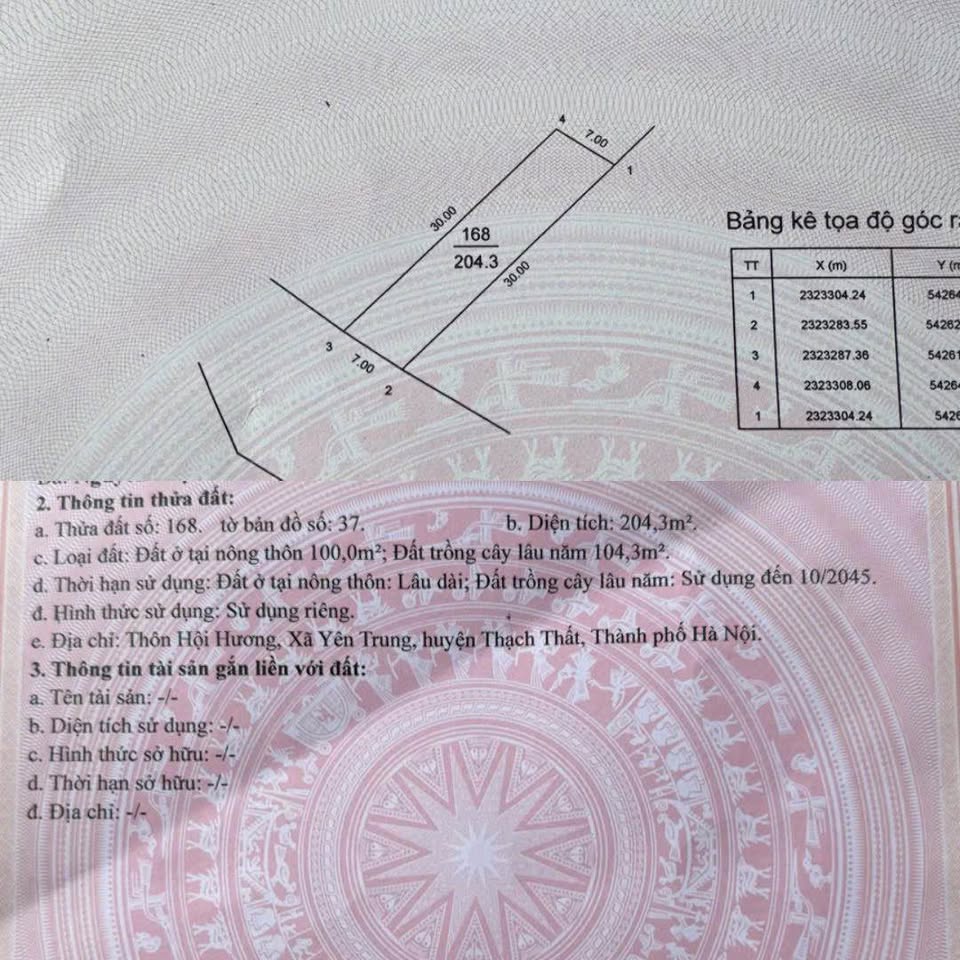 4
7.00
1
30.00
168
204.3
30.00
3
7.00
2
Bảng kê tọa độ góc
TT X (m) Y
1 2323304.24 5426
2 2323283.55 54262
3 2323287.36 54261
4 2323308.06 5426
1 2323304.24 5426
2. Thông tin thửa đất:
a. Thửa đất số: 168. tờ bản đồ số: 37. b. Diện tích: 204,3m².
c. Loại đất: Đất ở tại nông thôn 100,0m²; Đất trồng cây lâu năm 104,3m².
d. Thời hạn sử dụng: Đất ở tại nông thôn: Lâu dài; Đất trồng cây lâu năm: Sử dụng đến 10/2045.
đ. Hình thức sử dụng: Sử dụng riêng.
e. Địa chỉ: Thôn Hội Hương, Xã Yên Trung, huyện Thạch Thất, Thành phố Hà Nội.
3. Thông tin tài sản gắn liền với đất:
a. Tên tài sản: -/-
b. Diện tích sử dụng: -/-
c. Hình thức sở hữu: -/-
d. Thời hạn sở hữu: -/-
đ. Địa chỉ: -/-